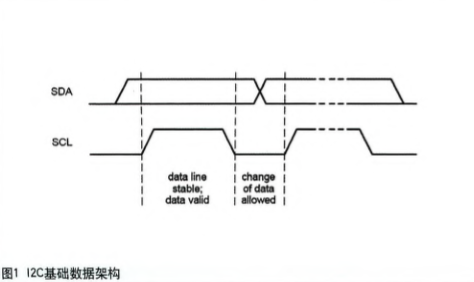 SDA
SCL
data line
stable;
data valid
change
of data
allowed
图1 I2C基础数据架构